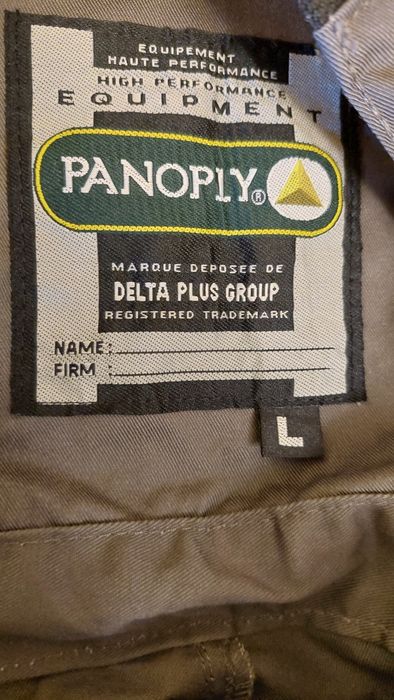 EQUIPEMENT
HAUTE PERFORMANCE
HIGH PERFORMANCE
EQUIPMENT
PANOPLY®
MARQUE DEPOSEE DE
DELTA PLUS GROUP
REGISTERED TRADEMARK
NAME:
FIRM :
L